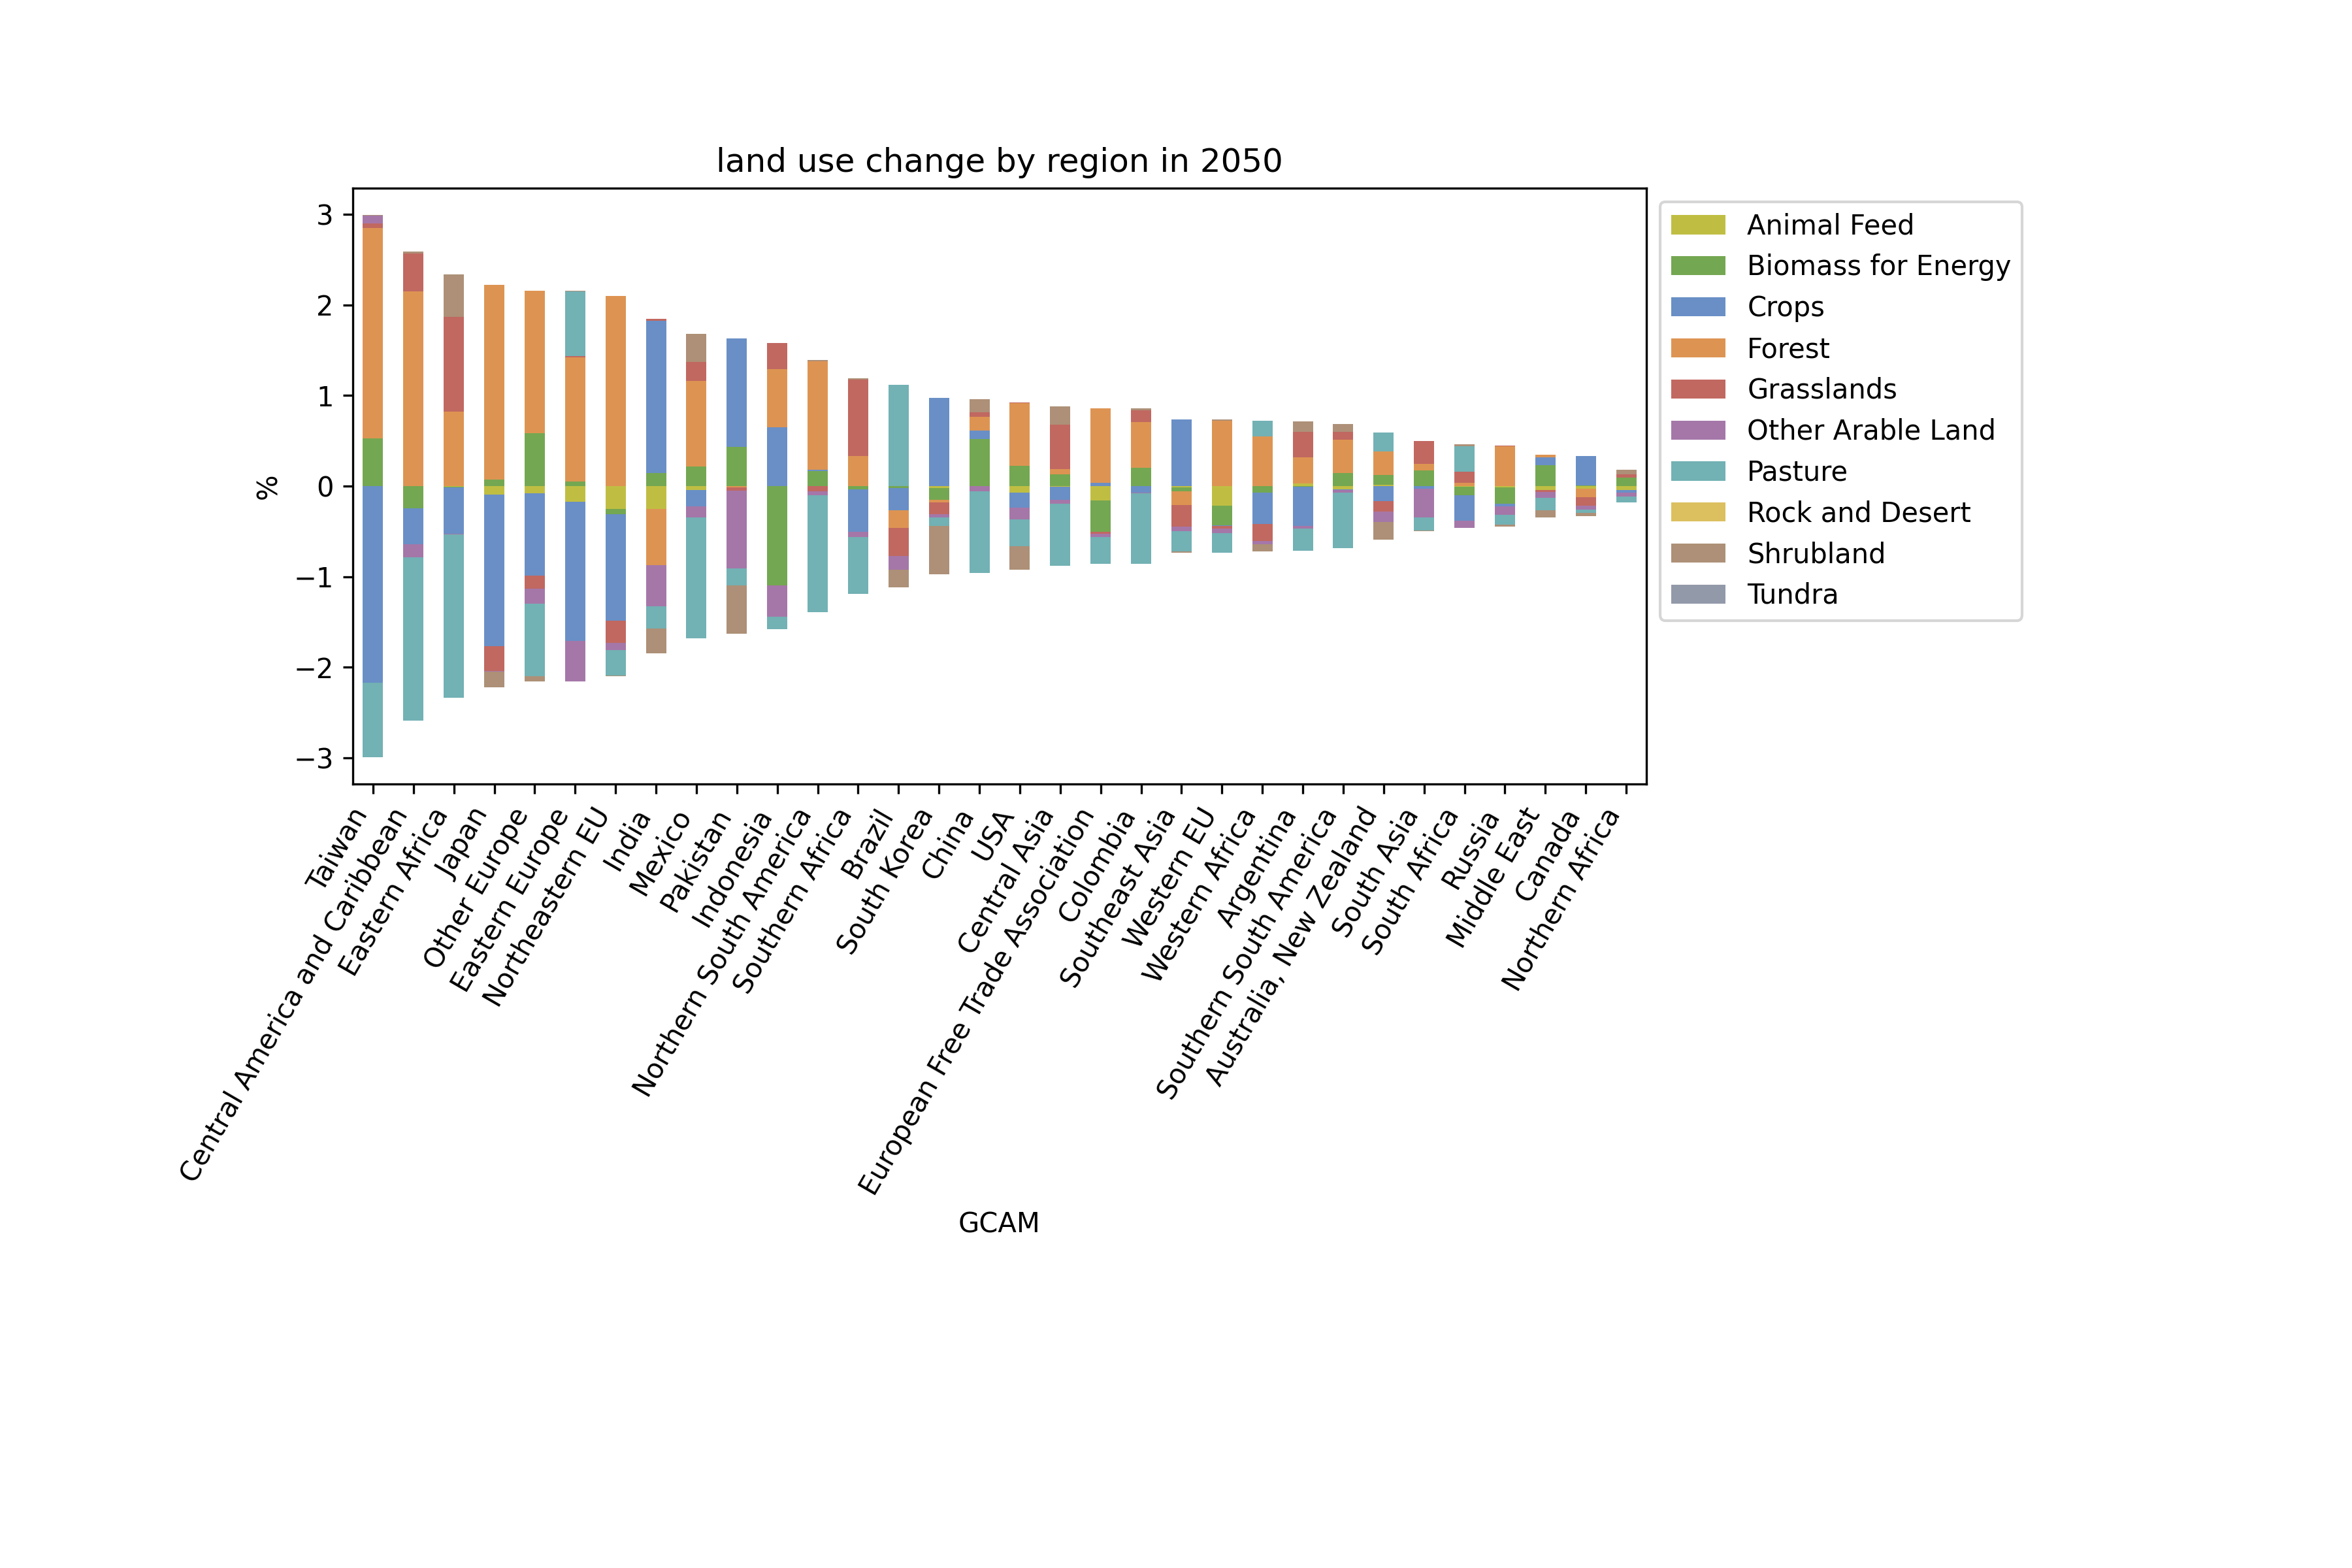 land use change by region in 2050
%
3
2
1
0
−1
−2
−3
Animal Feed
Biomass for Energy
Crops
Forest
Grasslands
Other Arable Land
Pasture
Rock and Desert
Shrubland
Tundra
Taiwan
Central America and Caribbean
Eastern Africa
Japan
Other Europe
Eastern Europe
Northeastern EU
India
Mexico
Pakistan
Indonesia
Northern South America
Southern Africa
Brazil
South Korea
China
USA
Central Asia
European Free Trade Association
Colombia
Southeast Asia
Western EU
Western Africa
Argentina
Southern South America
Australia, New Zealand
South Asia
South Africa
Russia
Middle East
Canada
Northern Africa
GCAM